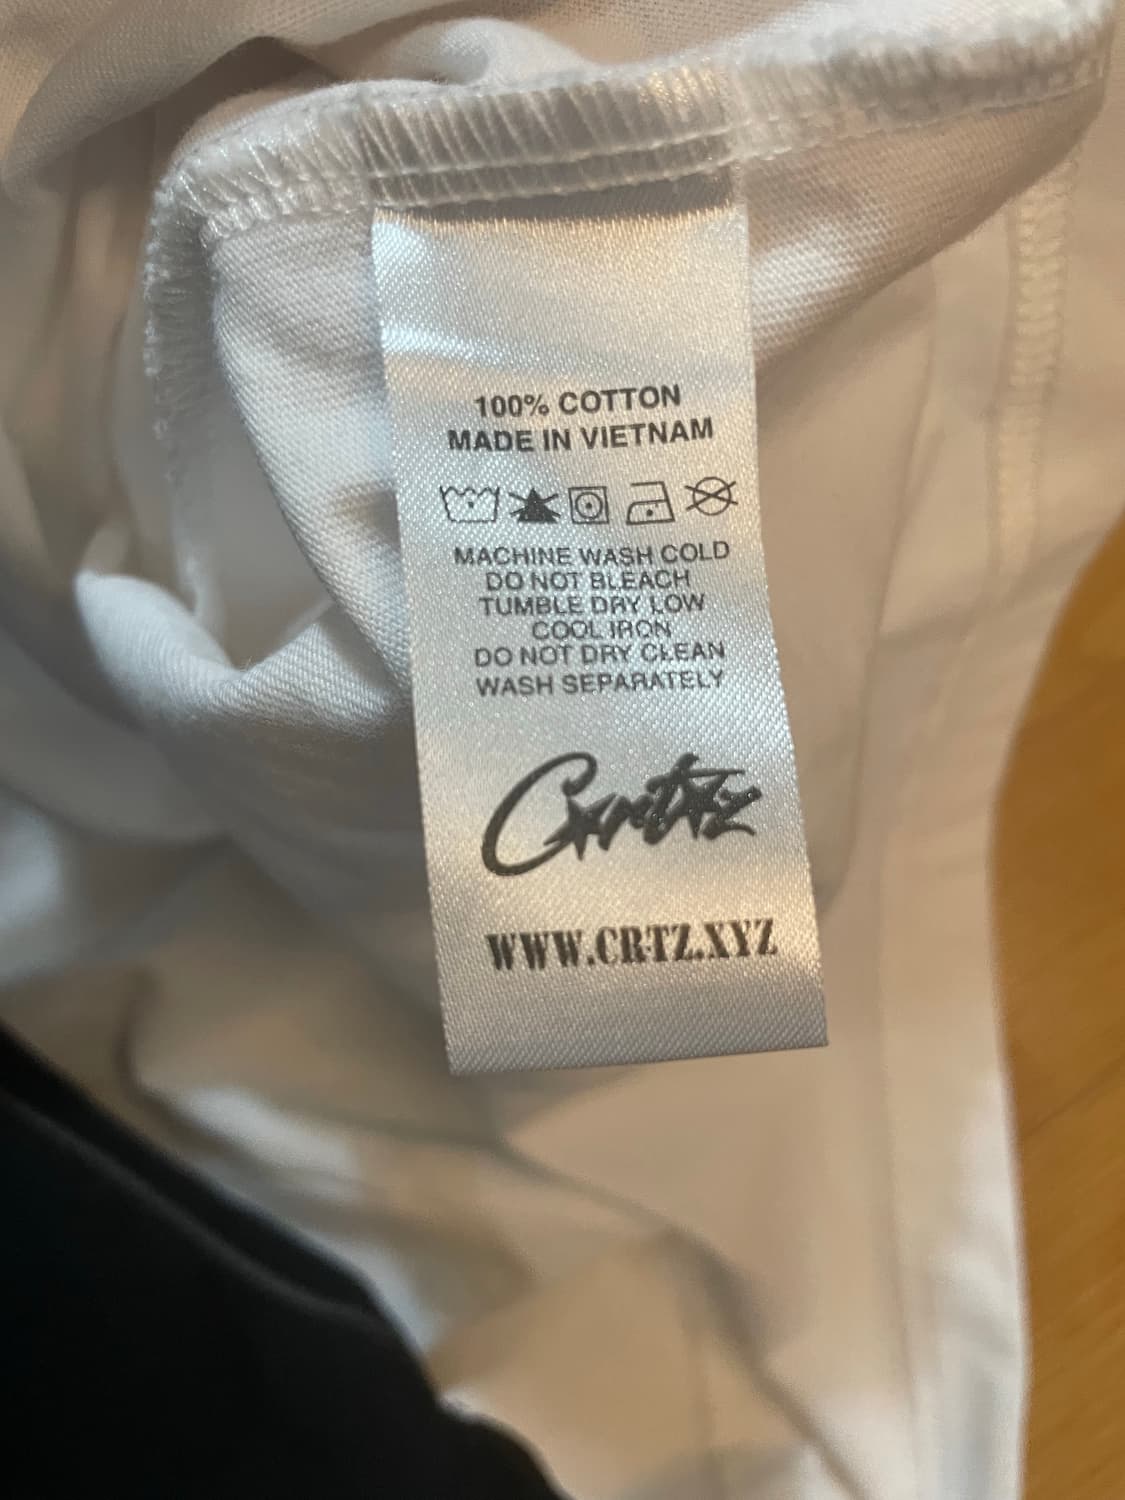 100% COTTON
MADE IN VIETNAM
MACHINE WASH COLD
DO NOT BLEACH
TUMBLE DRY LOW
COOL IRON
DO NOT DRY CLEAN
WASH SEPARATELY
Crtz
WWW.CRTZ.XYZ